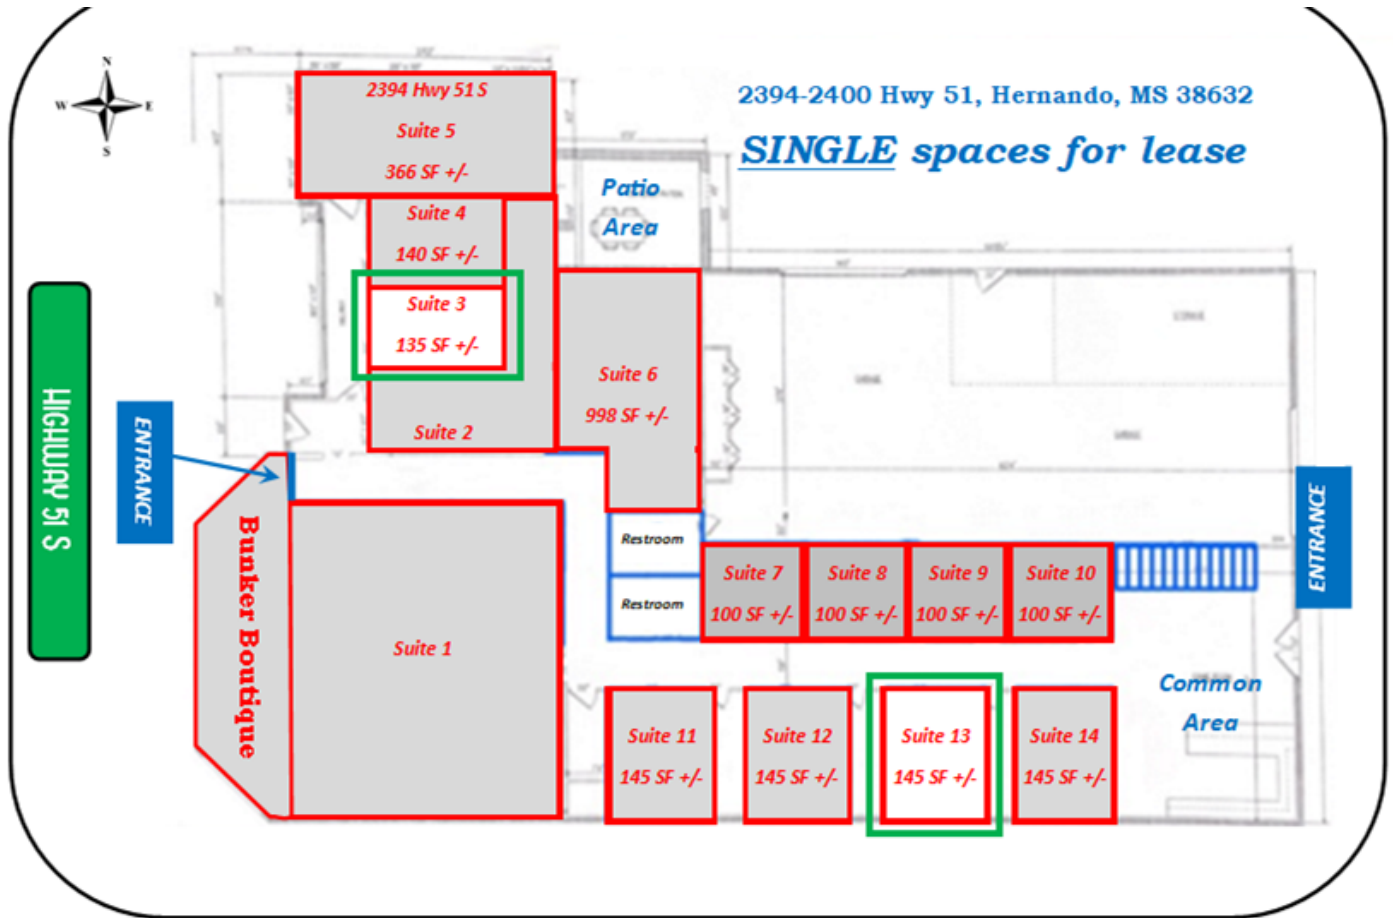 N
W E
S
2394-2400 Hwy 51, Hernando, MS 38632
SINGLE spaces for lease
2394 Hwy 51 S
Suite 5
366 SF +/-
Patio
Area
Suite 4
140 SF +/-
Suite 3
135 SF +/-
Suite 2
Suite 6
998 SF +/-
HIGHWAY 51 S
ENTRANCE
Bunker Boutique
Suite 1
Restroom
Restroom
Suite 7
100 SF +/-
Suite 8
100 SF +/-
Suite 9
100 SF +/-
Suite 10
100 SF +/-
ENTRANCE
Suite 11
145 SF +/-
Suite 12
145 SF +/-
Suite 13
145 SF +/-
Suite 14
145 SF +/-
Common
Area